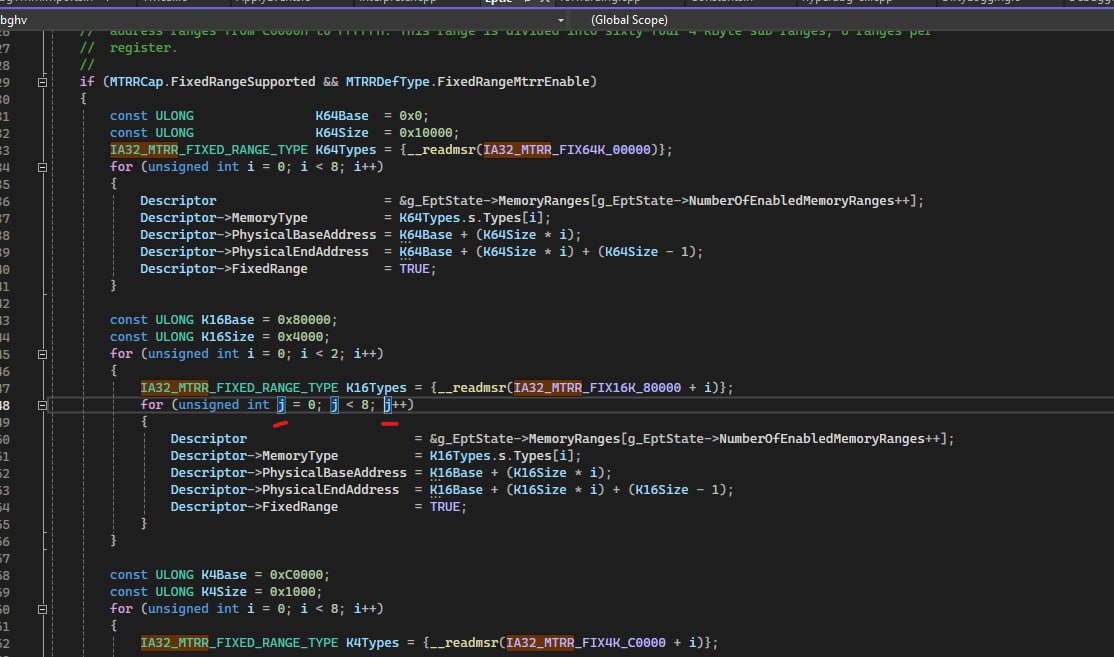 bghv
(Global Scope)
// address ranges from C0000H to FFFFFH. This range is divided into sixty-four 4-KByte sub-ranges, 8 ranges per
27 // register.
28 //
29 if (MTRRCap.FixedRangeSupported && MTRRDefType.FixedRangeMtrrEnable)
30 {
31 const ULONG K64Base = 0x0;
32 const ULONG K64Size = 0x10000;
33 IA32_MTRR_FIXED_RANGE_TYPE K64Types = {__readmsr(IA32_MTRR_FIX64K_00000)};
34 for (unsigned int i = 0; i < 8; i++)
35 {
36 Descriptor = &g_EptState->MemoryRanges[g_EptState->NumberOfEnabledMemoryRanges++];
37 Descriptor->MemoryType = K64Types.s.Types[i];
38 Descriptor->PhysicalBaseAddress = K64Base + (K64Size * i);
39 Descriptor->PhysicalEndAddress = K64Base + (K64Size * i) + (K64Size - 1);
40 Descriptor->FixedRange = TRUE;
41 }
42
43 const ULONG K16Base = 0x80000;
44 const ULONG K16Size = 0x4000;
45 for (unsigned int i = 0; i < 2; i++)
46 {
47 IA32_MTRR_FIXED_RANGE_TYPE K16Types = {__readmsr(IA32_MTRR_FIX16K_80000 + i)};
48 for (unsigned int j = 0; j < 8; j++)
49 {
50 Descriptor = &g_EptState->MemoryRanges[g_EptState->NumberOfEnabledMemoryRanges++];
51 Descriptor->MemoryType = K16Types.s.Types[i];
52 Descriptor->PhysicalBaseAddress = K16Base + (K16Size * i);
53 Descriptor->PhysicalEndAddress = K16Base + (K16Size * i) + (K16Size - 1);
54 Descriptor->FixedRange = TRUE;
55 }
56 }
57
58 const ULONG K4Base = 0xC0000;
59 const ULONG K4Size = 0x1000;
60 for (unsigned int i = 0; i < 8; i++)
61 {
62 IA32_MTRR_FIXED_RANGE_TYPE K4Types = {__readmsr(IA32_MTRR_FIX4K_C0000 + i)};